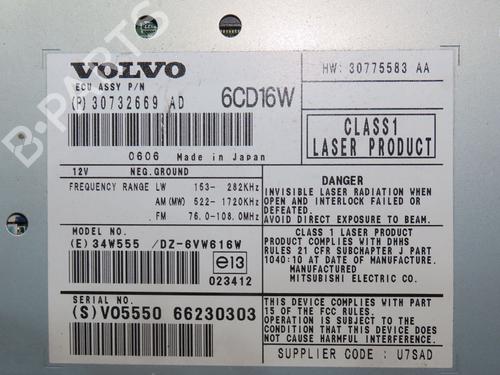 VOLVO
HW: 30775583 AA
ECU ASSY P/N
(P) 30732669 AD
6CD16W
CLASS1
LASER PRODUCT
0606 Made in Japan
12V NEG.GROUND
FREQUENCY RANGE LW 153- 282KHz
AM(MW) 522- 1720KHz
FM 76.0-108.0MHz
DANGER
INVISIBLE LASER RADIATION WHEN
OPEN AND INTERLOCK FAILED OR
DEFEATED.
AVOID DIRECT EXPOSURE TO BEAM.
MODEL NO.
(E) 34W555 /DZ-6VW616W
e13
023412
CLASS 1 LASER PRODUCT
PRODUCT COMPLIES WITH DHHS
RULES 21 CFR SUBCHAPTER J PART
1040:10 AT DATE OF MANUFACTURE.
MITSUBISHI ELECTRIC CO.
SERIAL NO.
(S) V05550 66230303
THIS DEVICE COMPLIES WITH PART
15 OF THE FCC RULES.
OPERATION IS SUBJECT TO THE
CONDITION THAT THIS DEVICE DOES
NOT CAUSE HARMFUL INTERFERENCE.
SUPPLIER CODE : U7SAD
B-PARTS